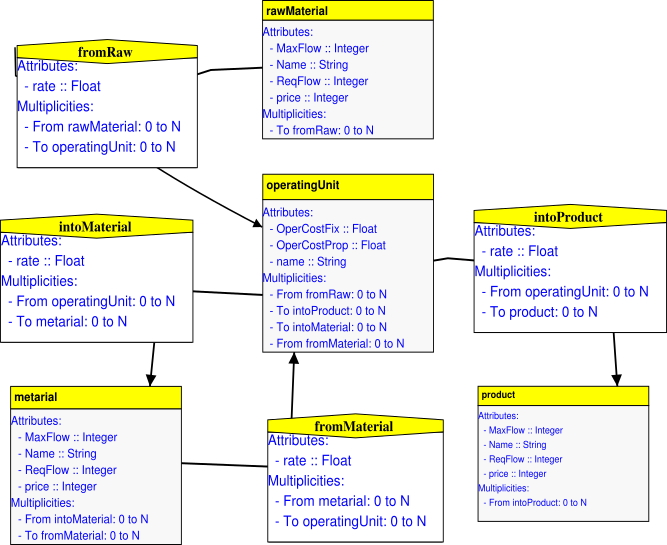 rawMaterial
Attributes:
- MaxFlow :: Integer
- Name :: String
- ReqFlow :: Integer
- price :: Integer
Multiplicities:
- To fromRaw: 0 to N
fromRaw
Attributes:
- rate :: Float
Multiplicities:
- From rawMaterial: 0 to N
- To operatingUnit: 0 to N
operatingUnit
Attributes:
- OperCostFix :: Float
- OperCostProp :: Float
- name :: String
Multiplicities:
- From fromRaw: 0 to N
- To intoProduct: 0 to N
- To intoMaterial: 0 to N
- From fromMaterial: 0 to N
intoMaterial
Attributes:
- rate :: Float
Multiplicities:
- From operatingUnit: 0 to N
- To metarial: 0 to N
intoProduct
Attributes:
- rate :: Float
Multiplicities:
- From operatingUnit: 0 to N
- To product: 0 to N
metarial
Attributes:
- MaxFlow :: Integer
- Name :: String
- ReqFlow :: Integer
- price :: Integer
Multiplicities:
- From intoMaterial: 0 to N
- To fromMaterial: 0 to N
fromMaterial
Attributes:
- rate :: Float
Multiplicities:
- From metarial: 0 to N
- To operatingUnit: 0 to N
product
Attributes:
- MaxFlow :: Integer
- Name :: String
- ReqFlow :: Integer
- price :: Integer
Multiplicities:
- From intoProduct: 0 to N